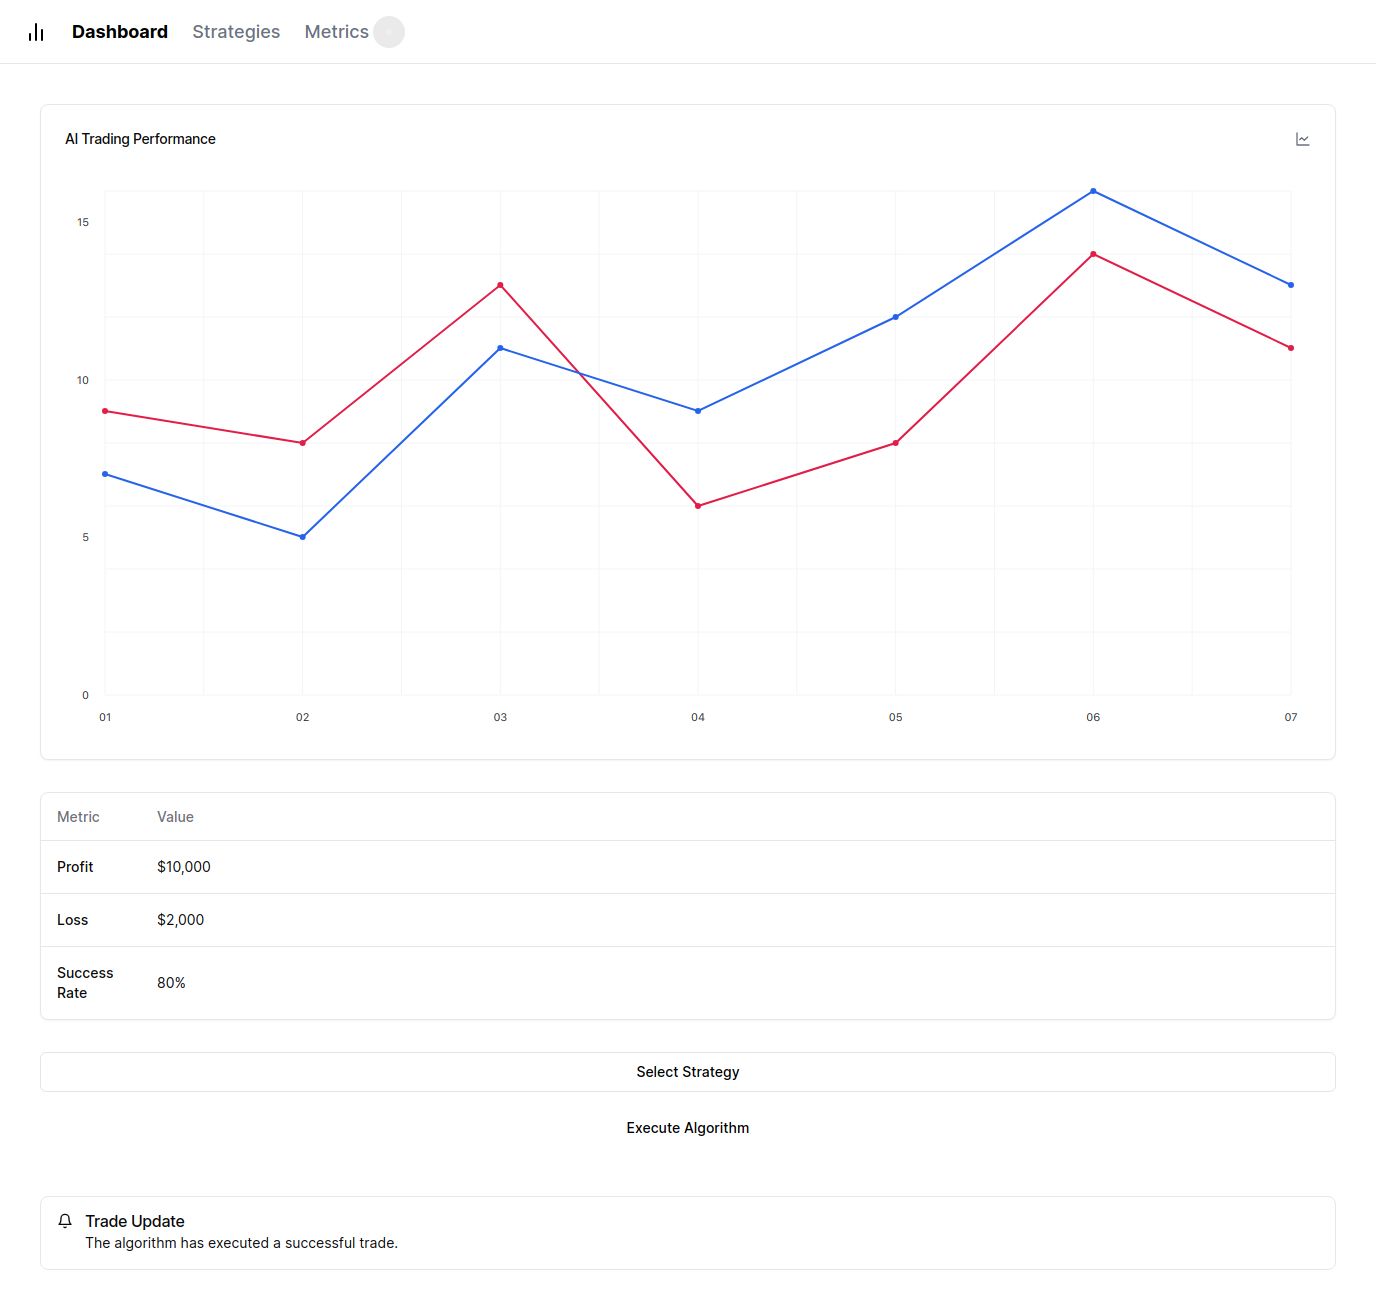 Dashboard Strategies Metrics
AI Trading Performance
15
10
5
0
01 02 03 04 05 06 07
Metric Value
Profit $10,000
Loss $2,000
Success
Rate
80%
Select Strategy
Execute Algorithm
Trade Update
The algorithm has executed a successful trade.